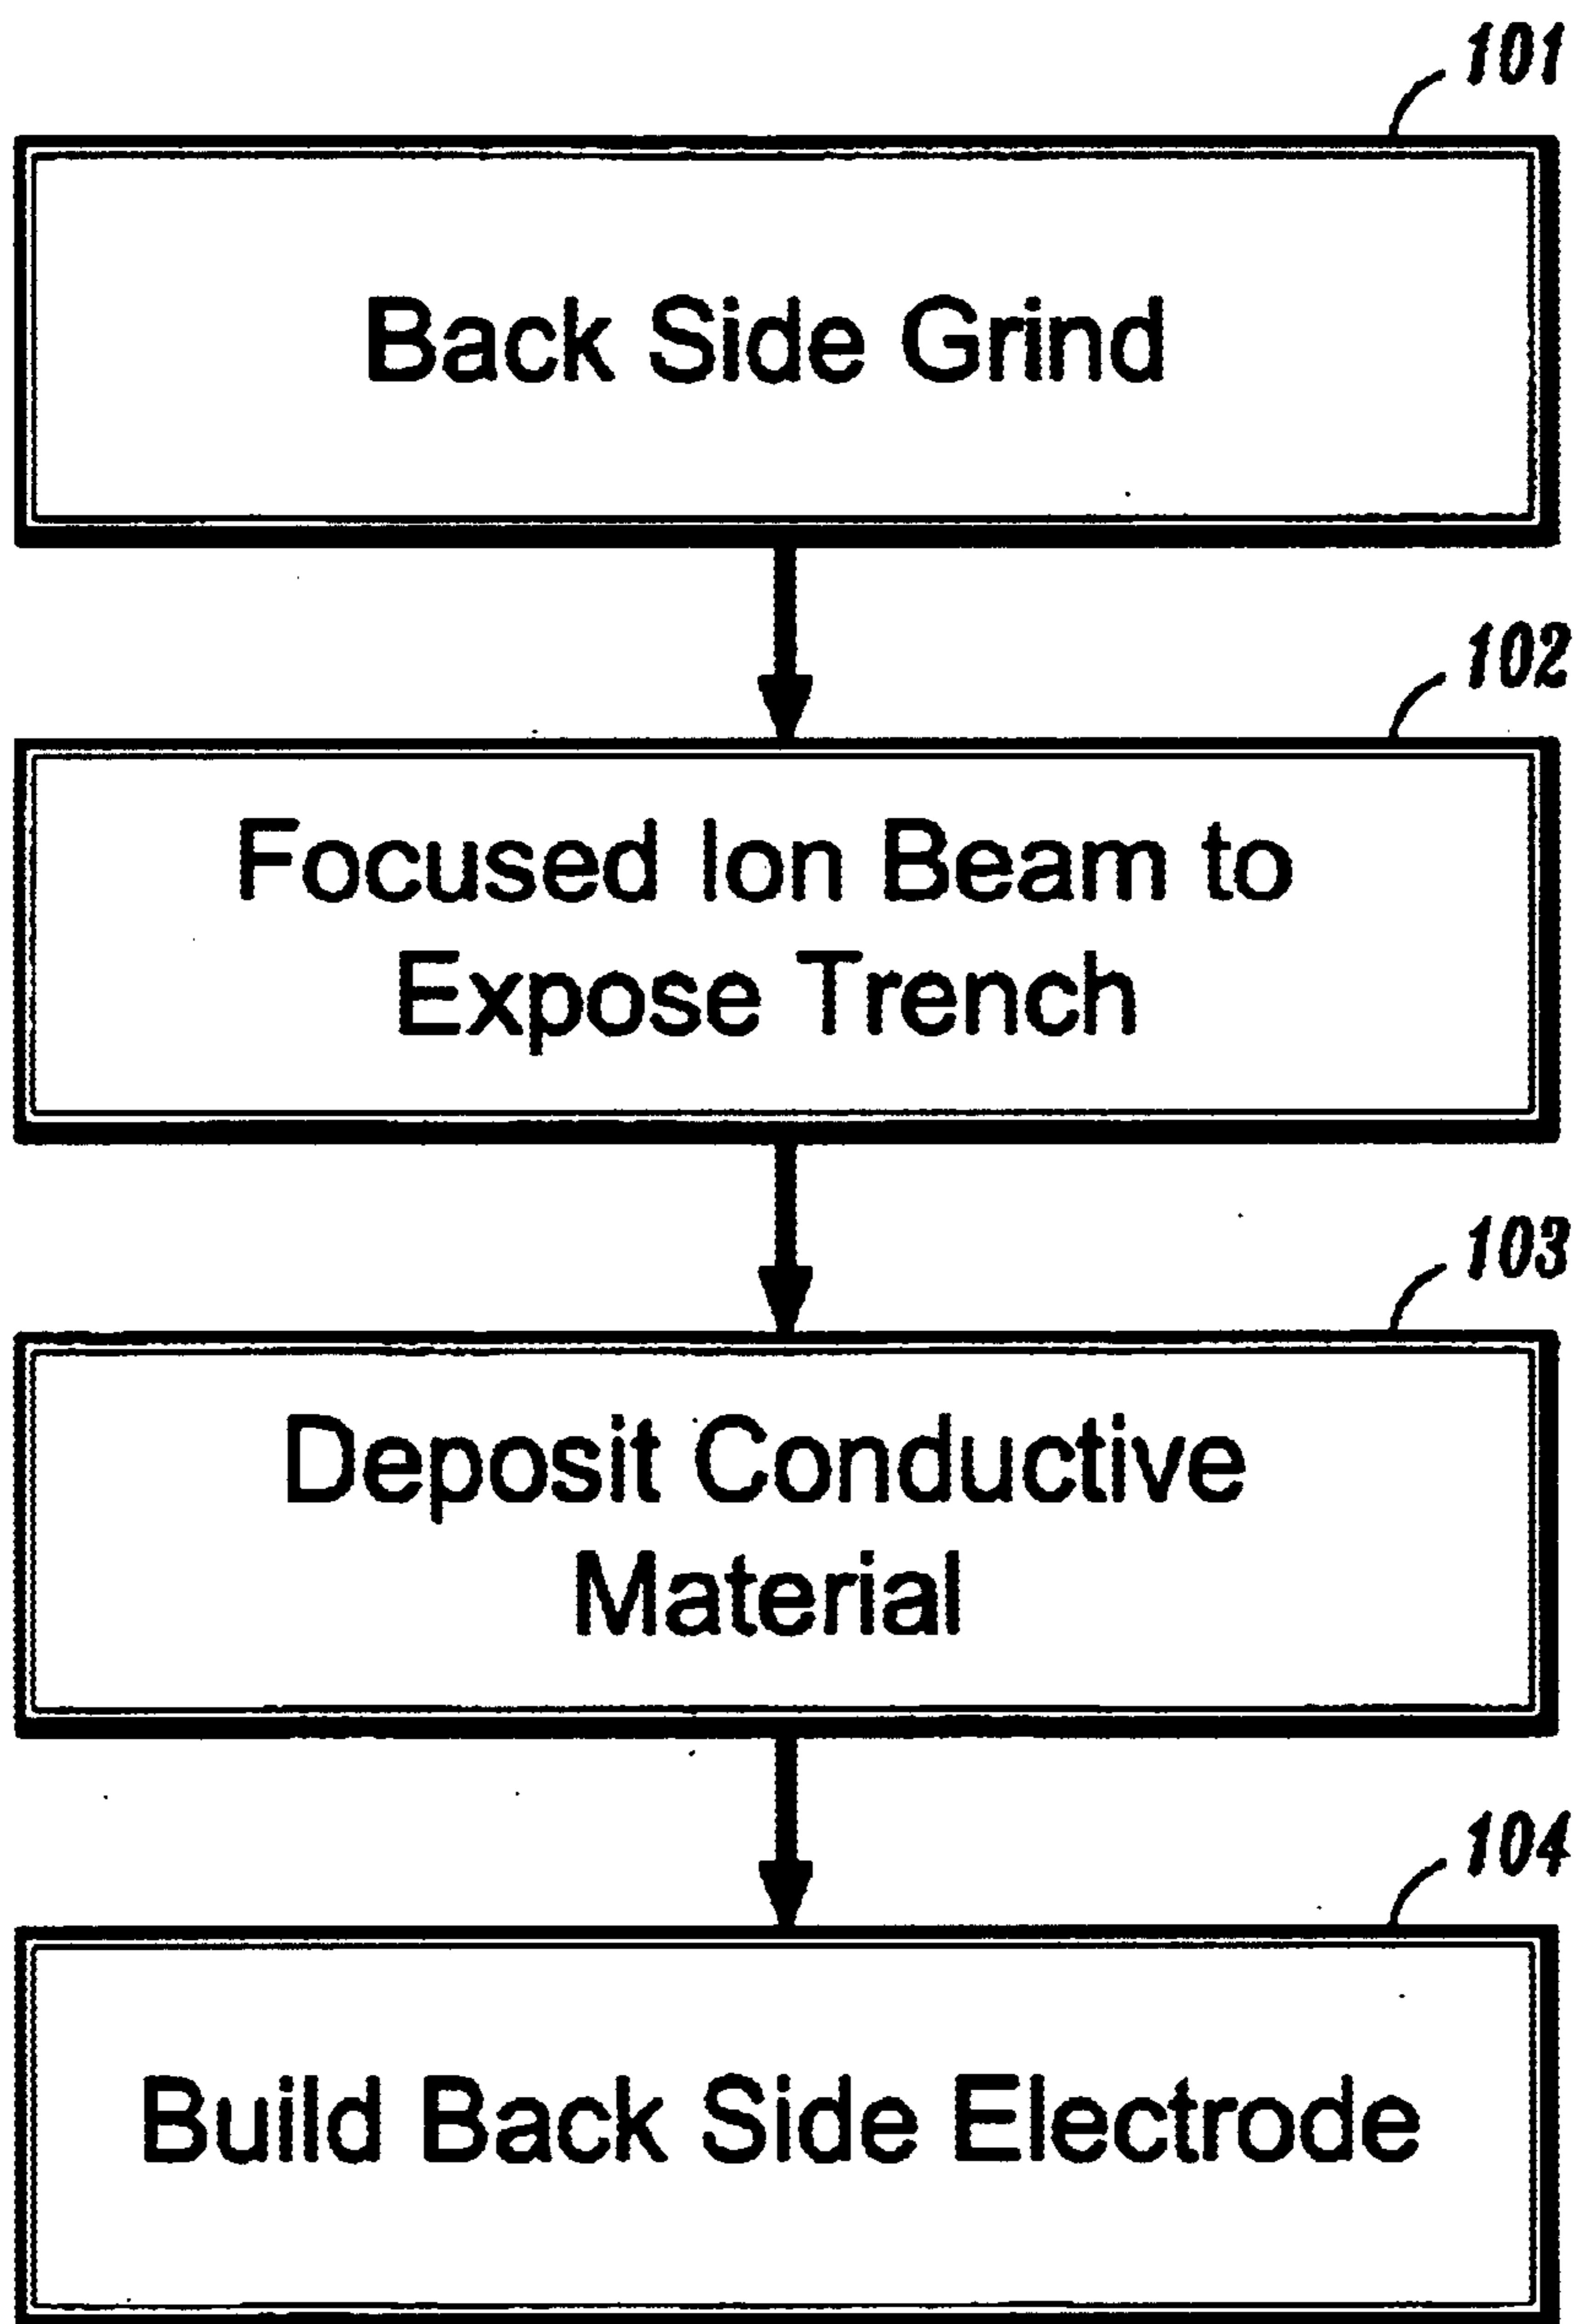 101
Back Side Grind
102
Focused Ion Beam to
Expose Trench
103
Deposit Conductive
Material
104
Build Back Side Electrode